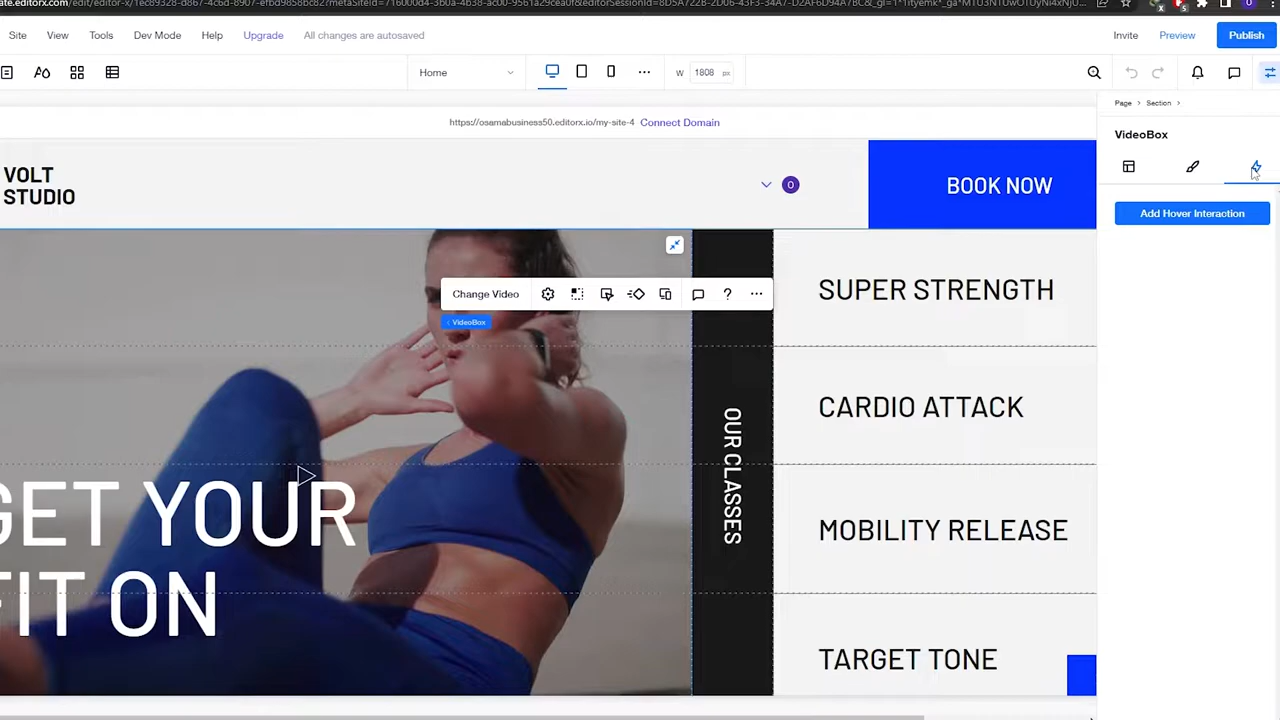 Site View Tools Dev Mode Help Upgrade All changes are autosaved Invite Preview Publish
Home W 1808 px
Page > Section >
https://osamabusiness50.editorx.io/my-site-4 Connect Domain
VideoBox
VOLT
STUDIO
0
BOOK NOW
Add Hover Interaction
Change Video
< VideoBox
SUPER STRENGTH
CARDIO ATTACK
OUR CLASSES
MOBILITY RELEASE
TARGET TONE
GET YOUR
FIT ON